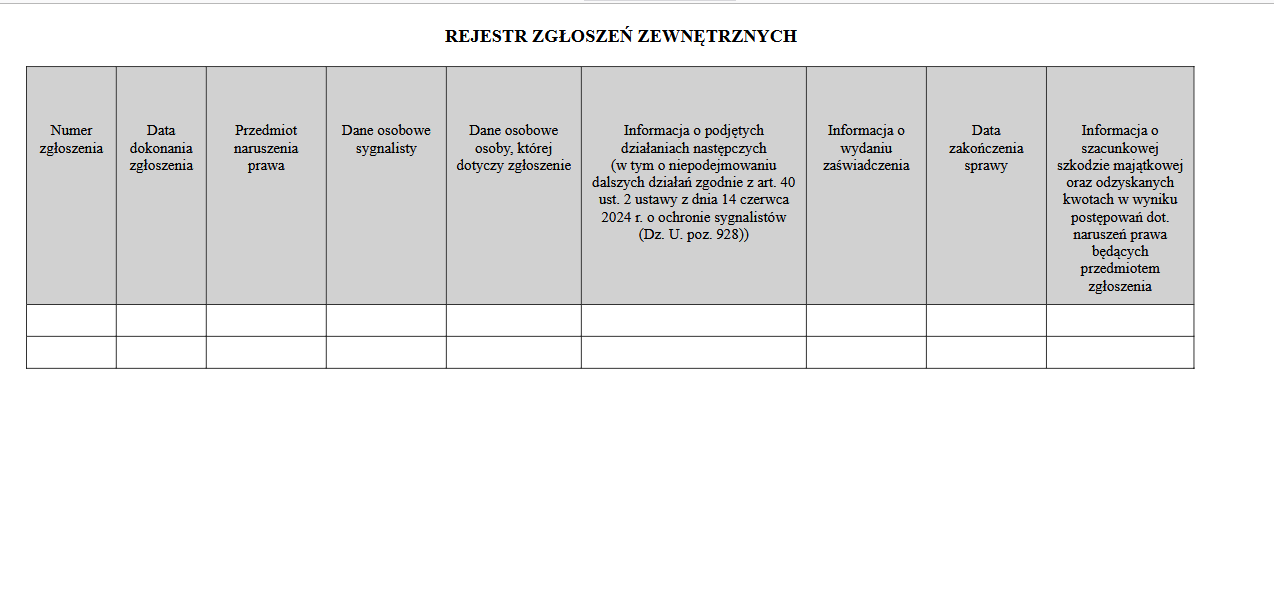 REJESTR ZGŁOSZEŃ ZEWNĘTRZNYCH
Numer
zgłoszenia
Data
dokonania
zgłoszenia
Przedmiot
naruszenia
prawa
Dane osobowe
sygnalisty
Dane osobowe
osoby, której
dotyczy zgłoszenie
Informacja o podjętych
działaniach następczych
(w tym o niepodejmowaniu
dalszych działań zgodnie z art. 40
ust. 2 ustawy z dnia 14 czerwca
2024 r. o ochronie sygnalistów
(Dz. U. poz. 928))
Informacja o
wydaniu
zaświadczenia
Data
zakończenia
sprawy
Informacja o
szacunkowej
szkodzie majątkowej
oraz odzyskanych
kwotach w wyniku
postępowań dot.
naruszeń prawa
będących
przedmiotem
zgłoszenia